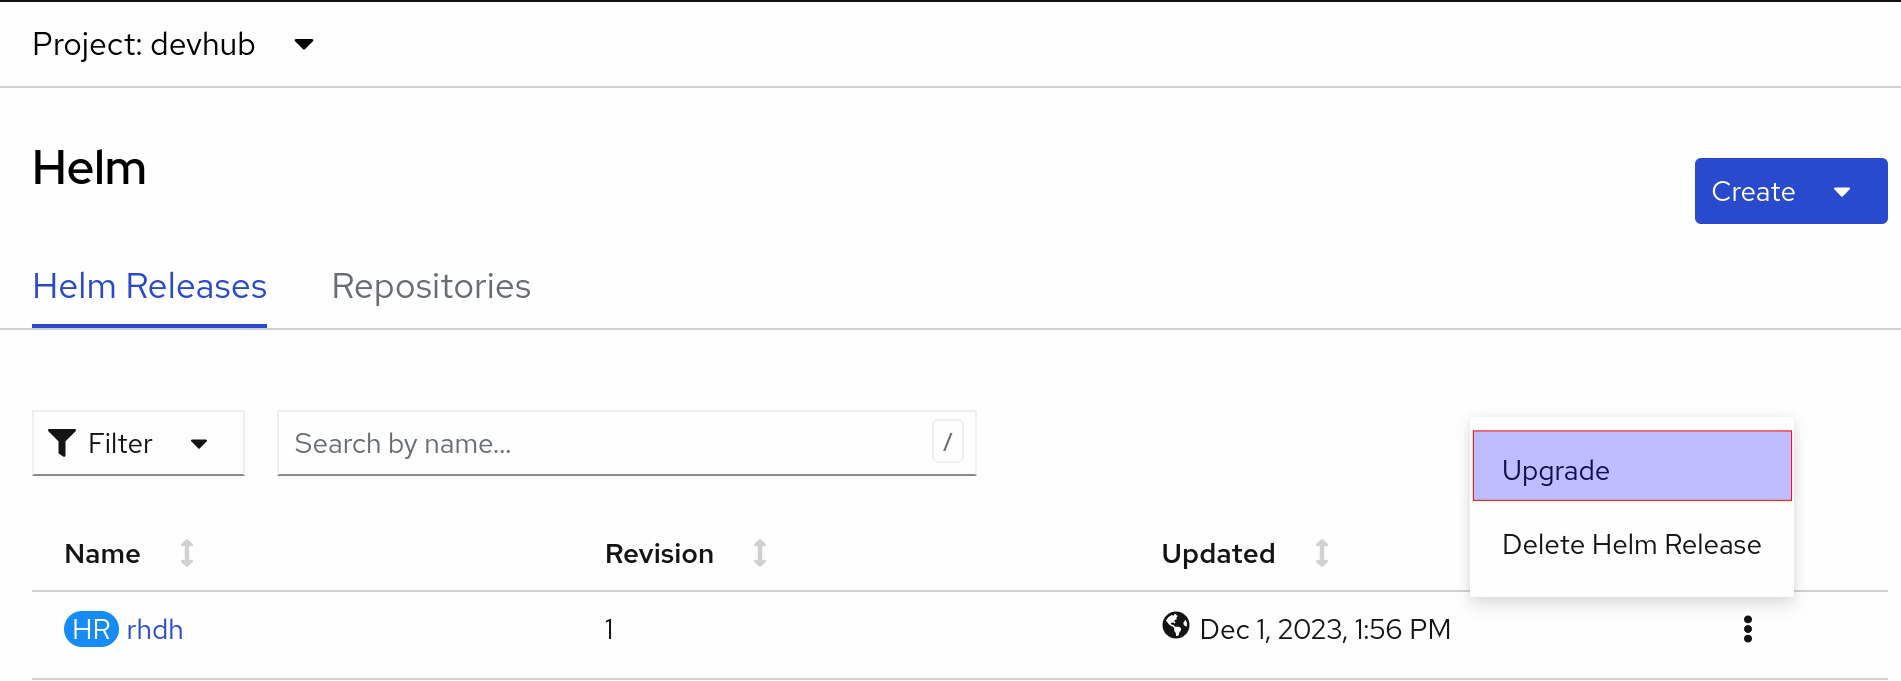 Project: devhub
Helm
Create
Helm Releases Repositories
Filter Search by name... /
Upgrade
Delete Helm Release
Name Revision Updated
HR rhdh 1 Dec 1, 2023, 1:56 PM